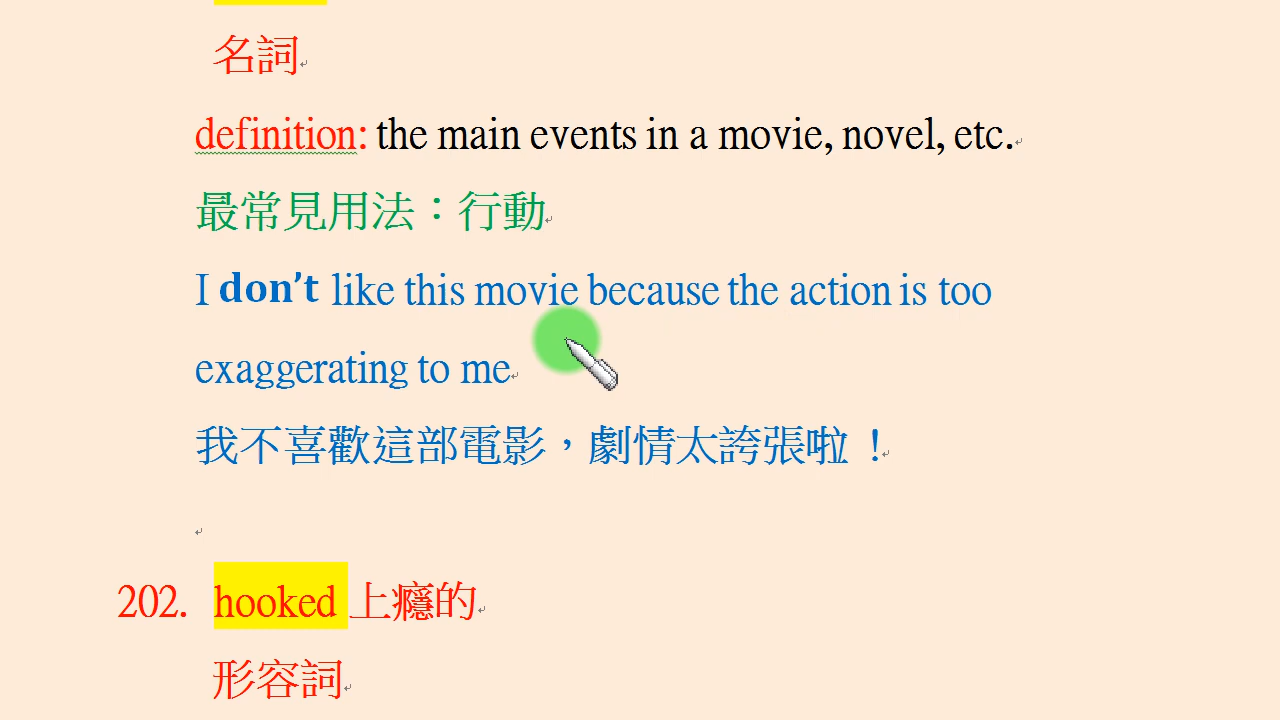 名詞
definition: the main events in a movie, novel, etc.
最常見用法：行動
I don't like this movie because the action is too
exaggerating to me
我不喜歡這部電影，劇情太誇張啦！
202. hooked 上癮的
形容詞